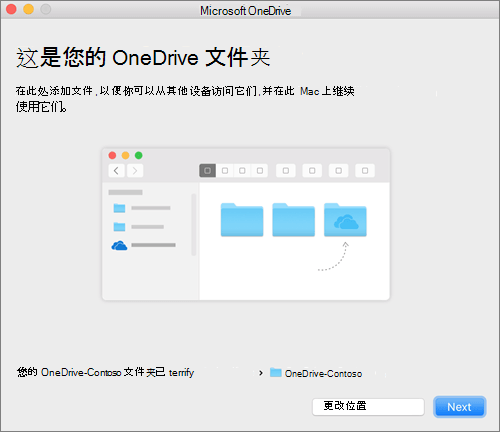 Microsoft OneDrive
这是您的 OneDrive 文件夹
在此处添加文件,以便你可以从其他设备访问它们,并在此 Mac 上继续
使用它们。
您的 OneDrive-Contoso 文件夹已 terrify › OneDrive-Contoso
更改位置 Next